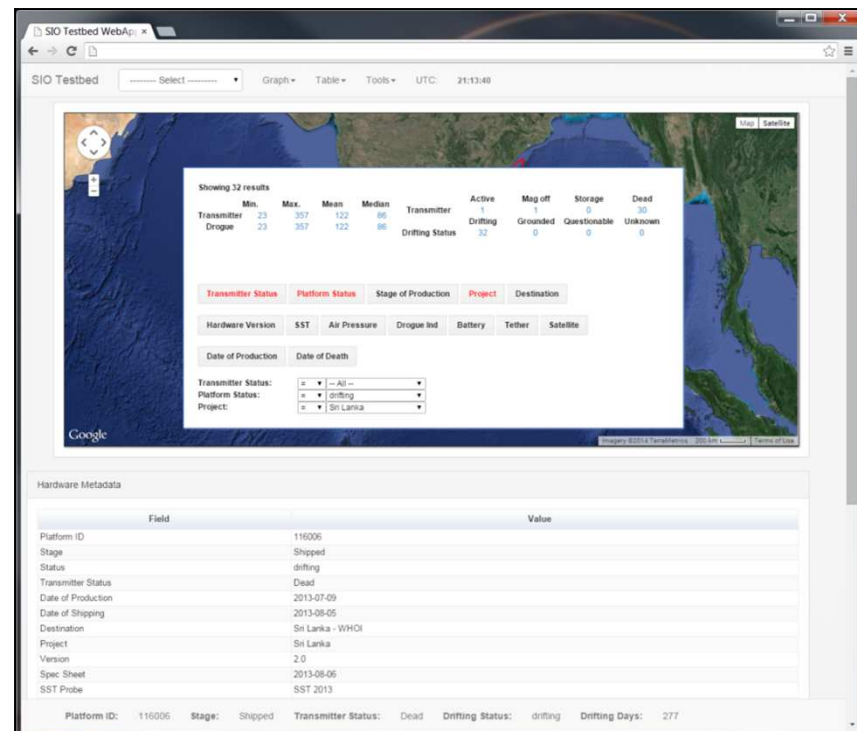 SIO Testbed WebAp
SIO Testbed -------- Select --------- Graph Table Tools UTC: 21:13:40
Map Satellite
Showing 32 results
Min. Max. Mean Median
Transmitter 23 357 122 86
Drogue 23 357 122 86
Active Mag off Storage Dead
Transmitter 1 1 0 30
Drifting Grounded Questionable Unknown
Drifting Status 32 0 0 0
Transmitter Status Platform Status Stage of Production Project Destination
Hardware Version SST Air Pressure Drogue Ind Battery Tether Satellite
Date of Production Date of Death
Transmitter Status: = -- All --
Platform Status: = drifting
Project: = Sri Lanka
Google
Imagery ©2014 TerraMetrics 200 km Terms of Use
Hardware Metadata
Field Value
Platform ID 116006
Stage Shipped
Status drifting
Transmitter Status Dead
Date of Production 2013-07-09
Date of Shipping 2013-08-05
Destination Sri Lanka - WHOI
Project Sri Lanka
Version 2.0
Spec Sheet 2013-08-06
SST Probe SST 2013
Platform ID: 116006 Stage: Shipped Transmitter Status: Dead Drifting Status: drifting Drifting Days: 277